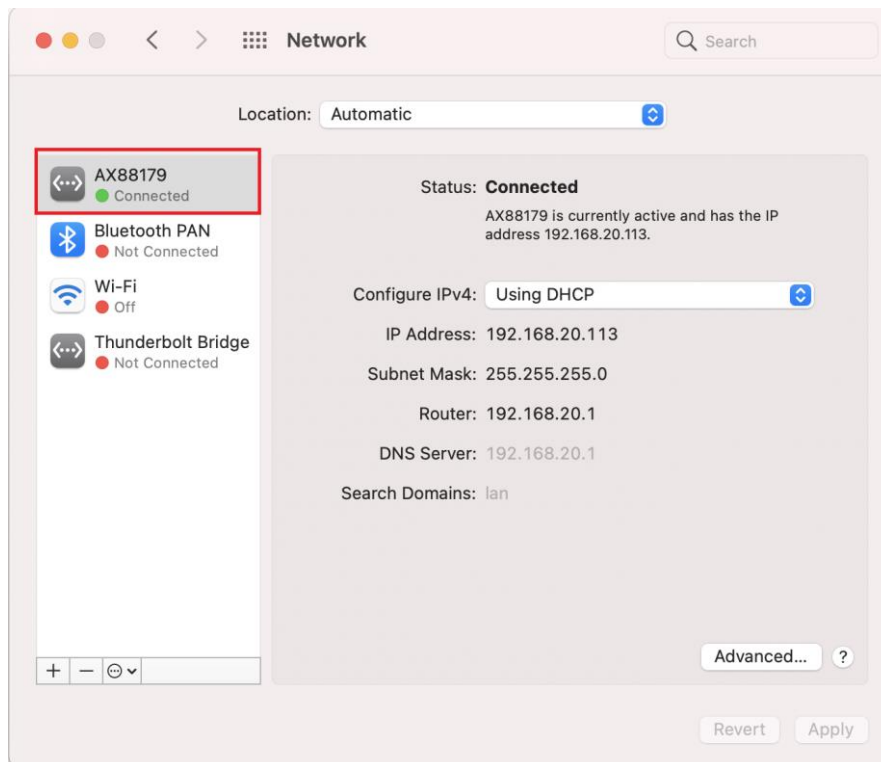 Network
Search
Location: Automatic
AX88179
Connected
Bluetooth PAN
Not Connected
Wi-Fi
Off
Thunderbolt Bridge
Not Connected
Status: Connected
AX88179 is currently active and has the IP
address 192.168.20.113.
Configure IPv4: Using DHCP
IP Address: 192.168.20.113
Subnet Mask: 255.255.255.0
Router: 192.168.20.1
DNS Server: 192.168.20.1
Search Domains: lan
Advanced... ?
Revert Apply